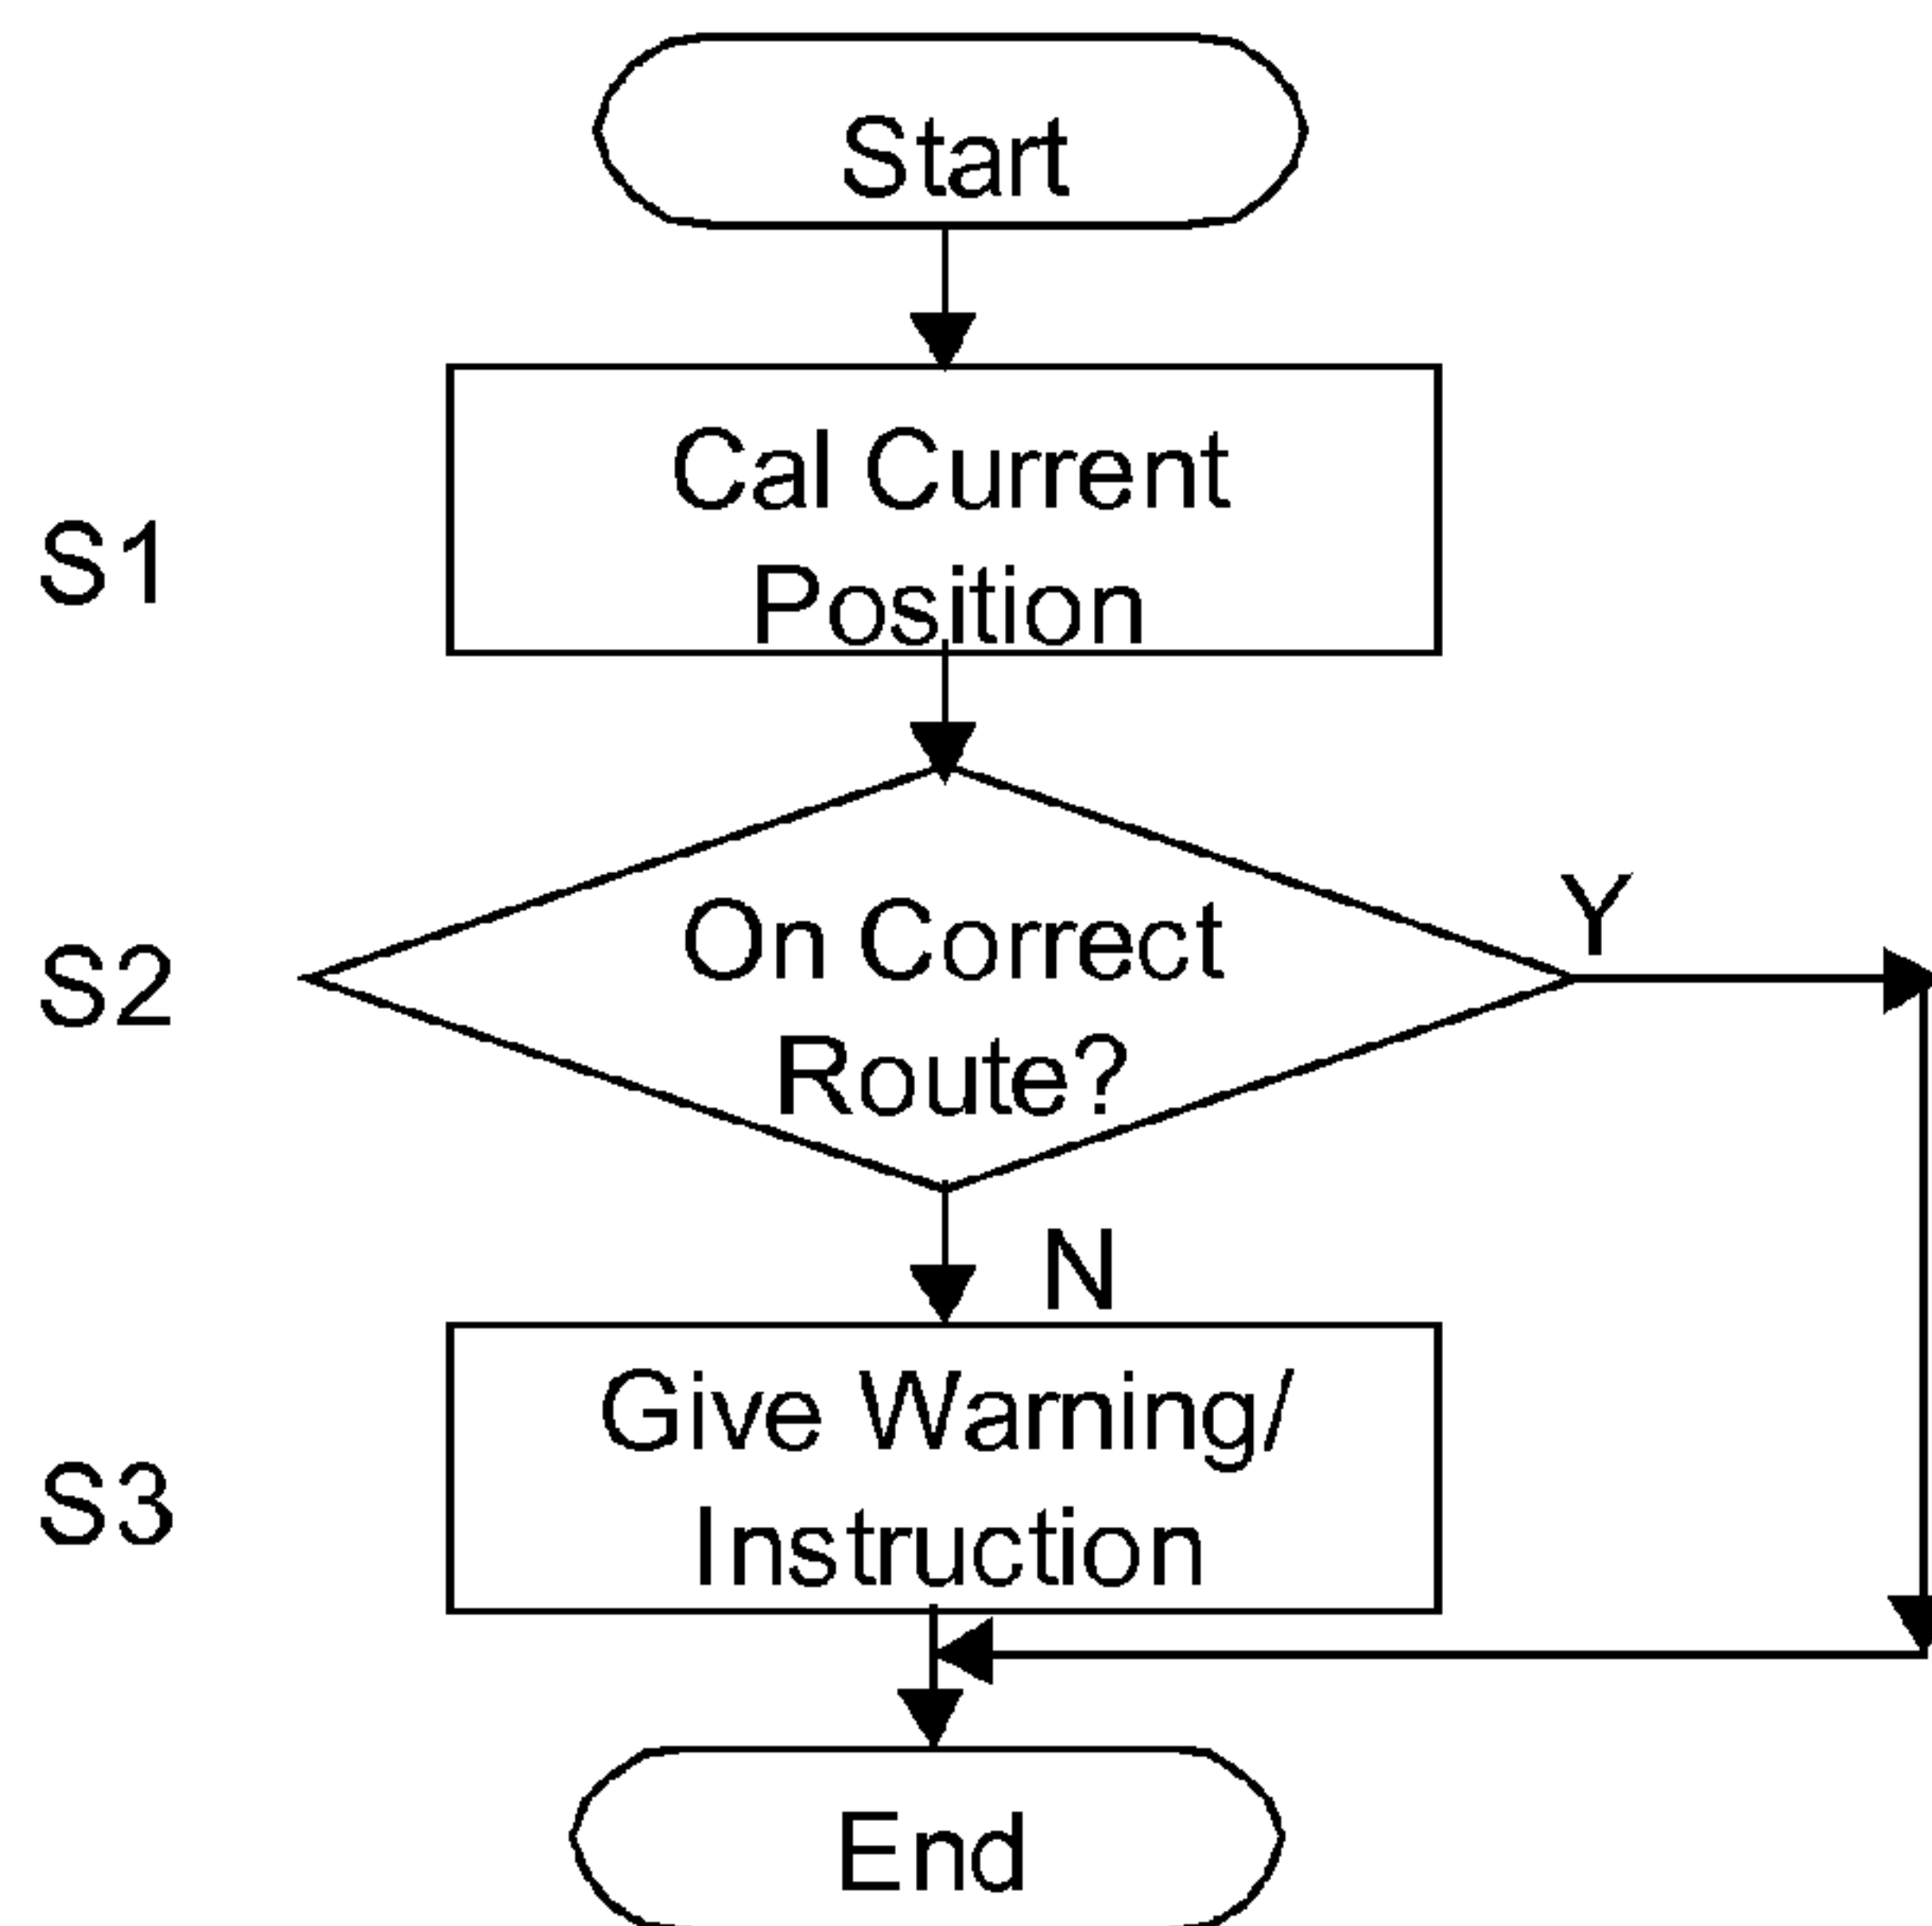 Start
S1
Cal Current
Position
S2
On Correct
Route?
Y
N
S3
Give Warning/
Instruction
End